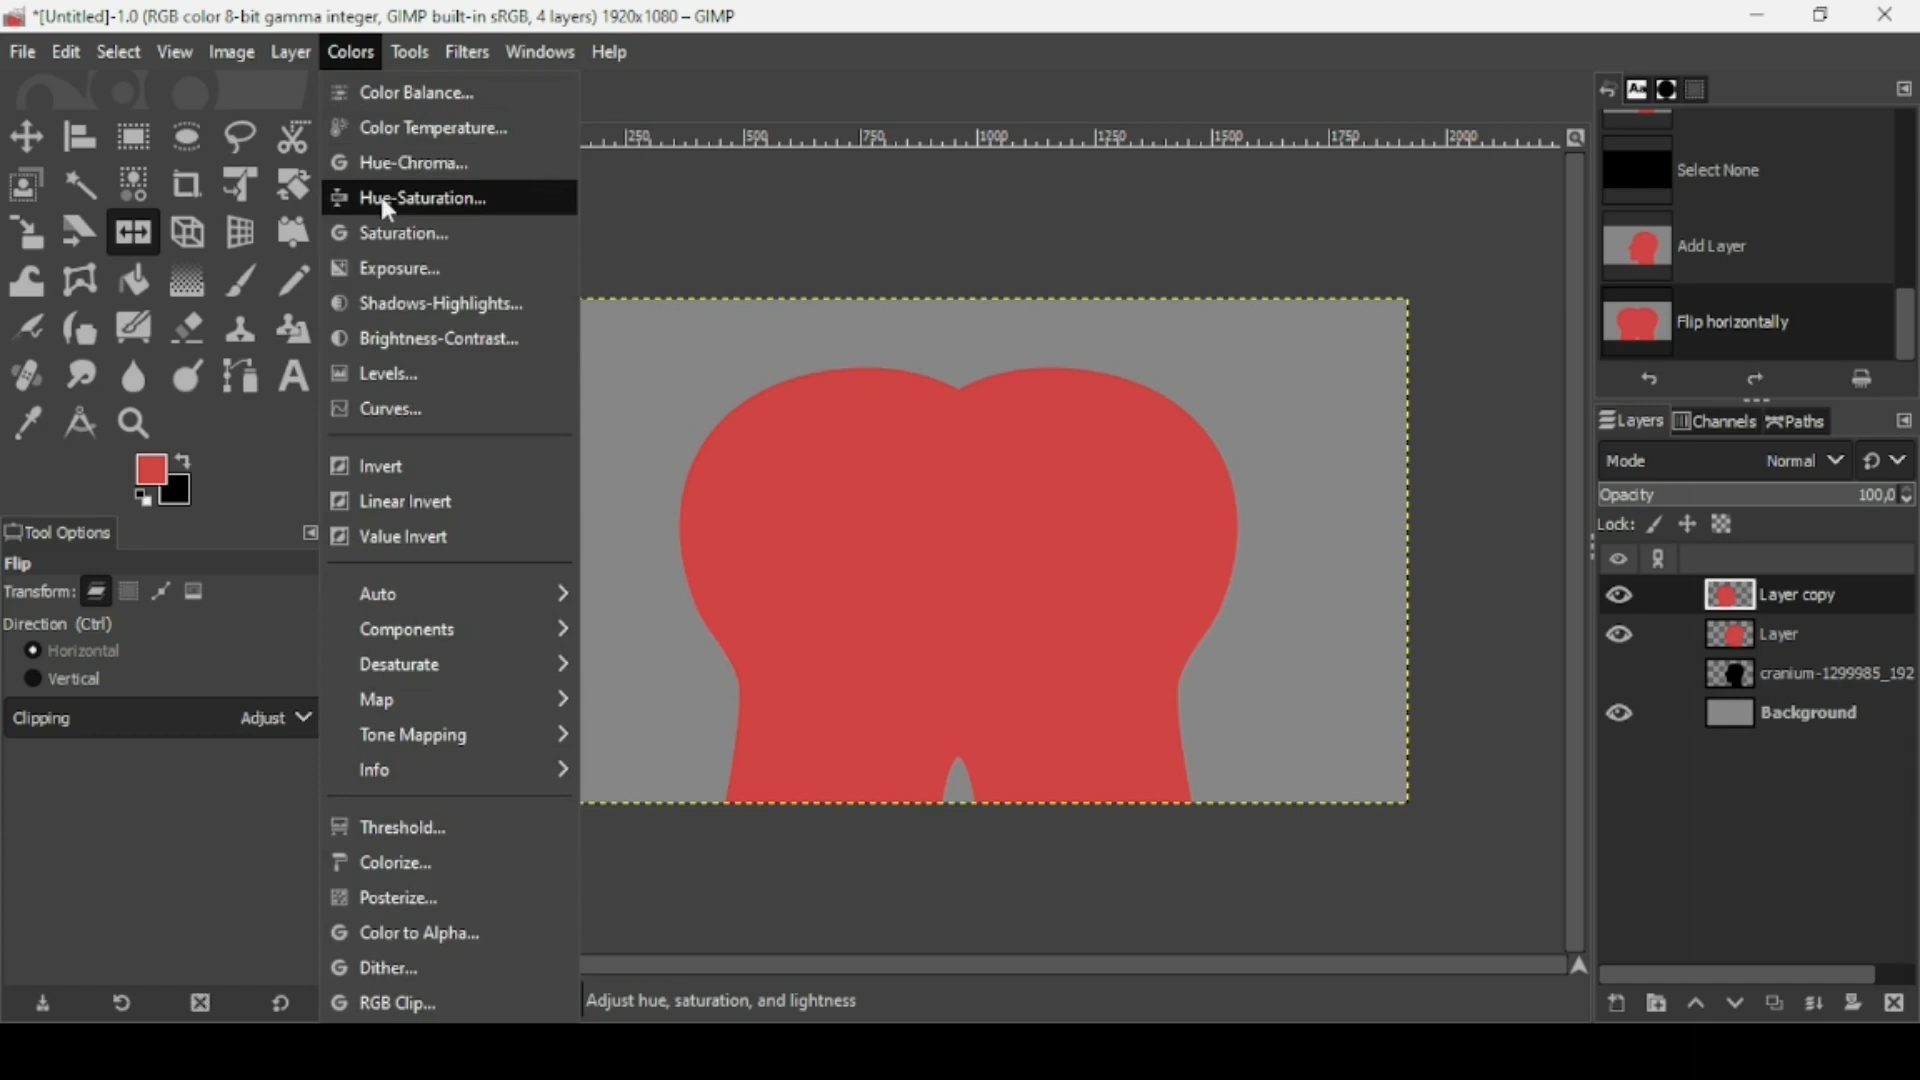 *[Untitled]-1.0 (RGB color 8-bit gamma integer, GIMP built-in sRGB, 4 layers) 1920x1080 – GIMP
File Edit Select View Image Layer Colors Tools Filters Windows Help
Color Balance...
Color Temperature...
Hue-Chroma...
Hue-Saturation...
Saturation...
Exposure...
Shadows-Highlights...
Brightness-Contrast...
Levels...
Curves...
Invert
Linear Invert
Value Invert
Auto
Components
Desaturate
Map
Tone Mapping
Info
Threshold...
Colorize...
Posterize...
Color to Alpha...
Dither...
RGB Clip...
Tool Options
Flip
Transform:
Direction (Ctrl)
Horizontal
Vertical
Clipping Adjust
250 500 750 1000 1250 1500 1750 2000
Adjust hue, saturation, and lightness
Select None
Add Layer
Flip horizontally
Layers Channels Paths
Mode Normal
Opacity 100,0
Lock:
Layer copy
Layer
cranium-1299985_192
Background